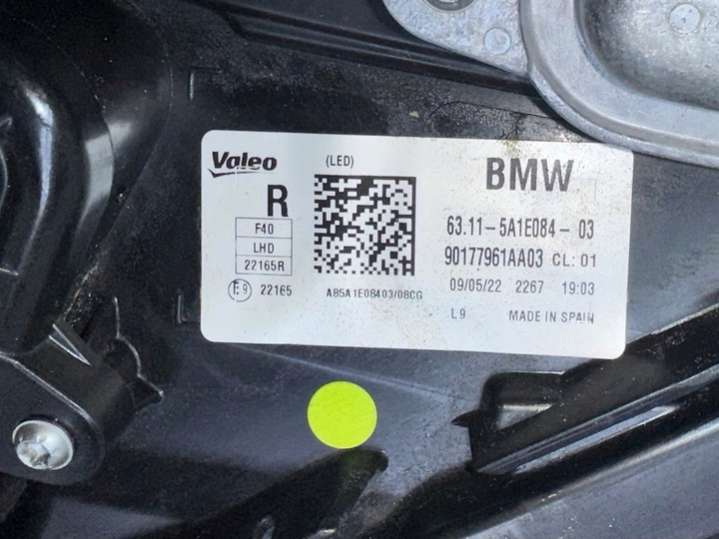 Valeo (LED) BMW
R
F40
LHD
22165R
E9 22165
A85A1E08403/08CG
63.11-5A1E084-03
90177961AA03 CL: 01
09/05/22 2267 19:03
L9 MADE IN SPAIN